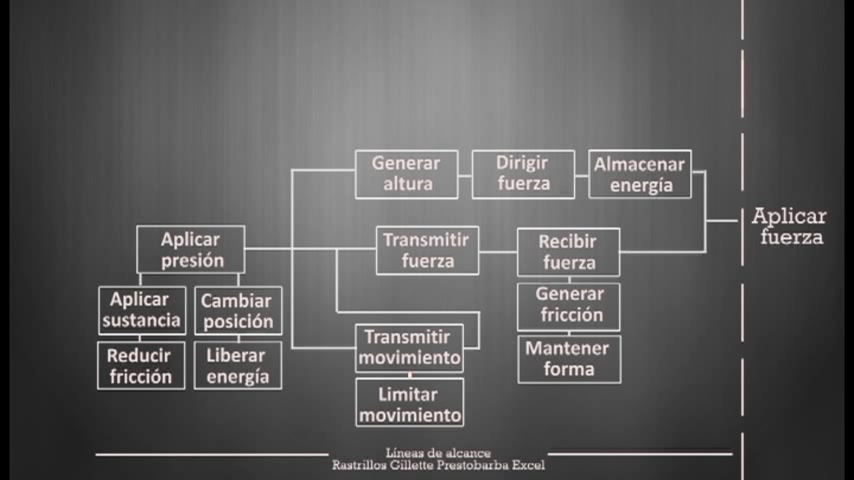 Generar
altura
Dirigir
fuerza
Almacenar
energía
Aplicar
fuerza
Aplicar
presión
Transmitir
fuerza
Recibir
fuerza
Aplicar
sustancia
Cambiar
posición
Generar
fricción
Reducir
fricción
Liberar
energía
Transmitir
movimiento
Mantener
forma
Limitar
movimiento
Líneas de alcance
Rastrillos Gillette Prestobarba Excel